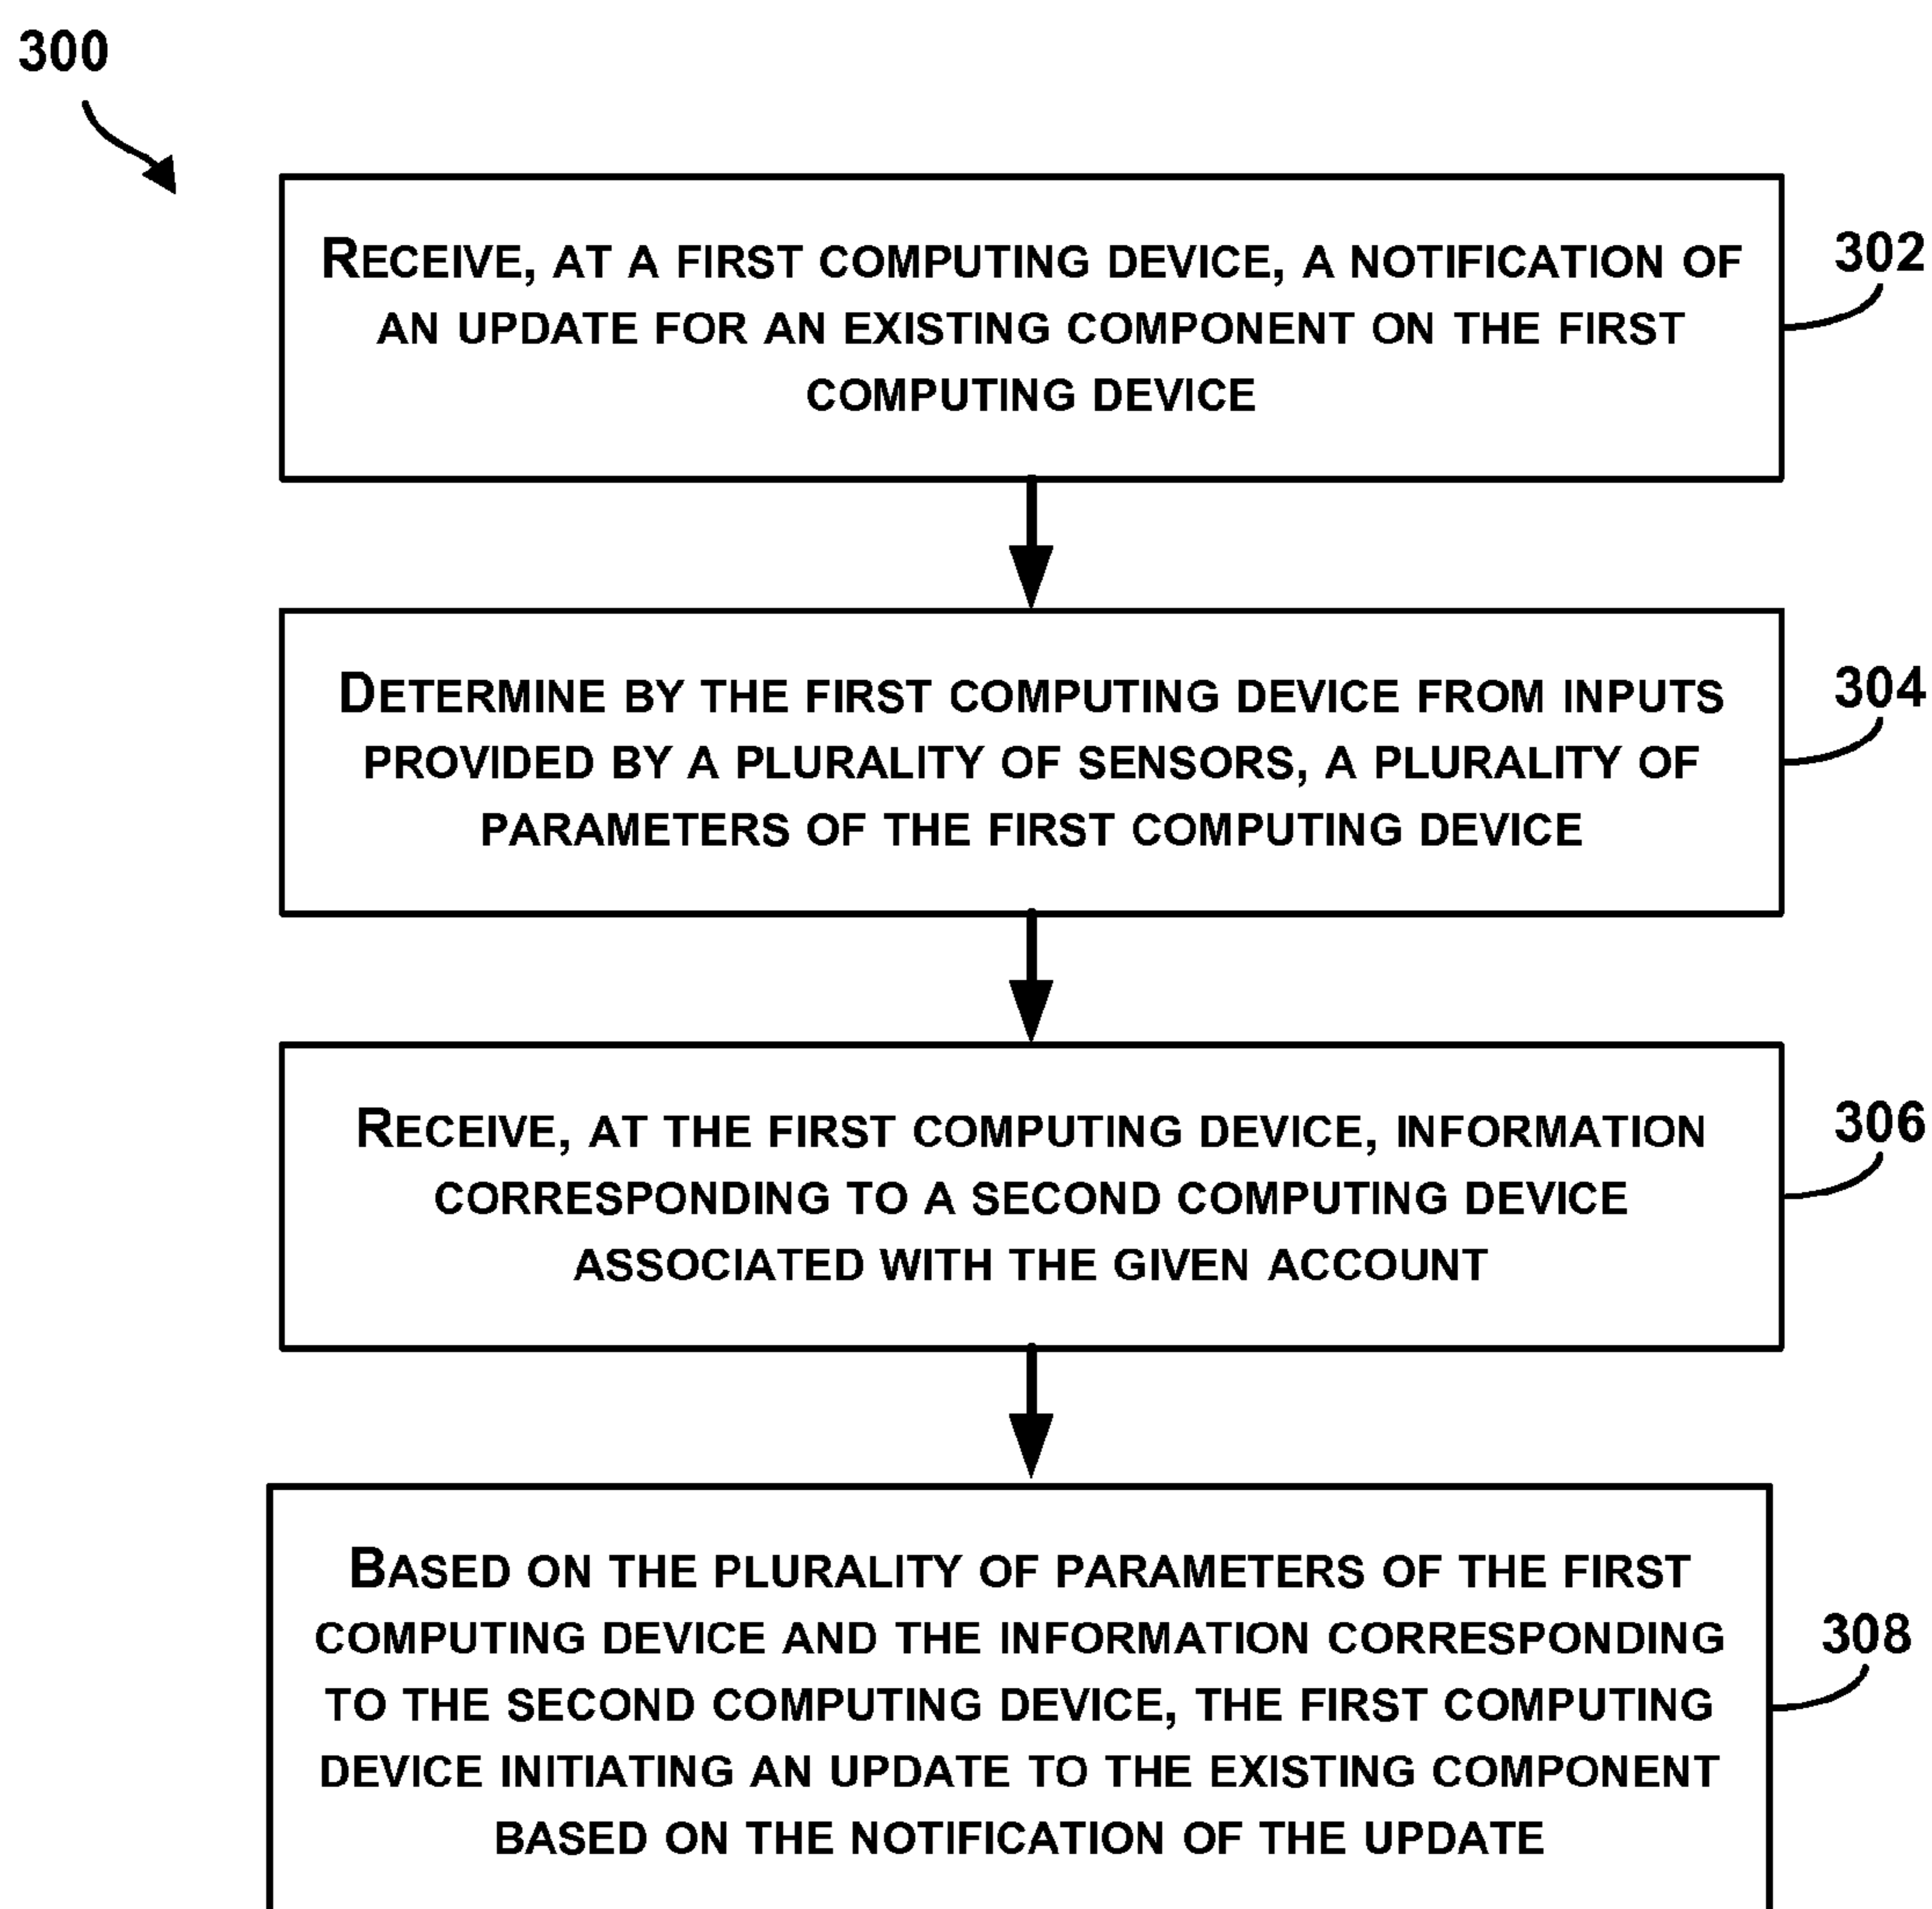 300
RECEIVE, AT A FIRST COMPUTING DEVICE, A NOTIFICATION OF
AN UPDATE FOR AN EXISTING COMPONENT ON THE FIRST
COMPUTING DEVICE
302
DETERMINE BY THE FIRST COMPUTING DEVICE FROM INPUTS
PROVIDED BY A PLURALITY OF SENSORS, A PLURALITY OF
PARAMETERS OF THE FIRST COMPUTING DEVICE
304
RECEIVE, AT THE FIRST COMPUTING DEVICE, INFORMATION
CORRESPONDING TO A SECOND COMPUTING DEVICE
ASSOCIATED WITH THE GIVEN ACCOUNT
306
BASED ON THE PLURALITY OF PARAMETERS OF THE FIRST
COMPUTING DEVICE AND THE INFORMATION CORRESPONDING
TO THE SECOND COMPUTING DEVICE, THE FIRST COMPUTING
DEVICE INITIATING AN UPDATE TO THE EXISTING COMPONENT
BASED ON THE NOTIFICATION OF THE UPDATE
308